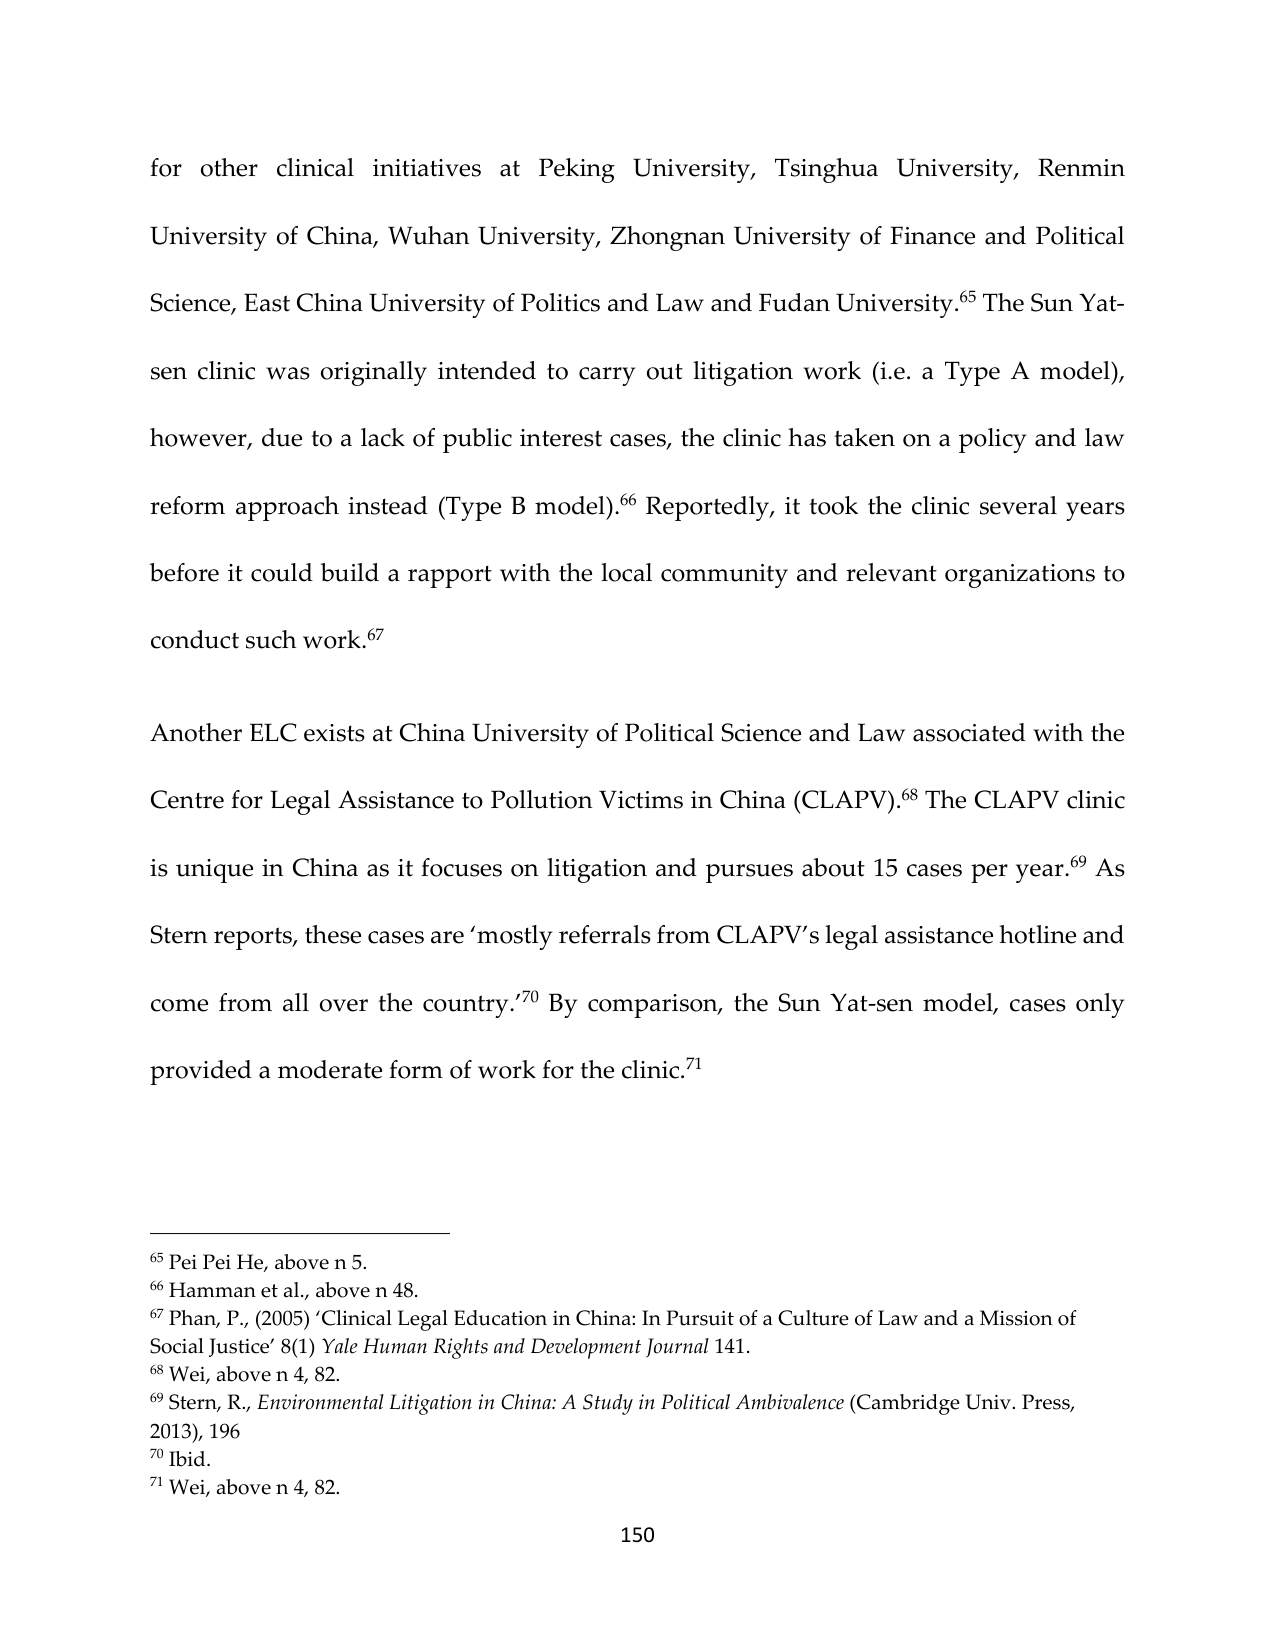 for other clinical initiatives at Peking University, Tsinghua University, Renmin
University of China, Wuhan University, Zhongnan University of Finance and Political
Science, East China University of Politics and Law and Fudan University.65 The Sun Yat-
sen clinic was originally intended to carry out litigation work (i.e. a Type A model),
however, due to a lack of public interest cases, the clinic has taken on a policy and law
reform approach instead (Type B model).66 Reportedly, it took the clinic several years
before it could build a rapport with the local community and relevant organizations to
conduct such work.67
Another ELC exists at China University of Political Science and Law associated with the
Centre for Legal Assistance to Pollution Victims in China (CLAPV).68 The CLAPV clinic
is unique in China as it focuses on litigation and pursues about 15 cases per year.69 As
Stern reports, these cases are ‘mostly referrals from CLAPV’s legal assistance hotline and
come from all over the country.’70 By comparison, the Sun Yat-sen model, cases only
provided a moderate form of work for the clinic.71
65 Pei Pei He, above n 5.
66 Hamman et al., above n 48.
67 Phan, P., (2005) ‘Clinical Legal Education in China: In Pursuit of a Culture of Law and a Mission of
Social Justice’ 8(1) Yale Human Rights and Development Journal 141.
68 Wei, above n 4, 82.
69 Stern, R., Environmental Litigation in China: A Study in Political Ambivalence (Cambridge Univ. Press,
2013), 196
70 Ibid.
71 Wei, above n 4, 82.
150